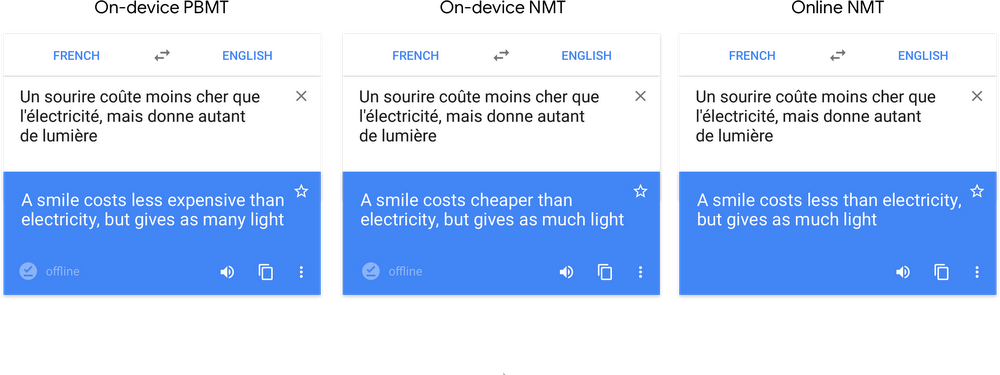 On-device PBMT
FRENCH ENGLISH
Un sourire coûte moins cher que
l'électricité, mais donne autant
de lumière
A smile costs less expensive than
electricity, but gives as many light
offline
On-device NMT
FRENCH ENGLISH
Un sourire coûte moins cher que
l'électricité, mais donne autant
de lumière
A smile costs cheaper than
electricity, but gives as much light
offline
Online NMT
FRENCH ENGLISH
Un sourire coûte moins cher que
l'électricité, mais donne autant
de lumière
A smile costs less than electricity,
but gives as much light